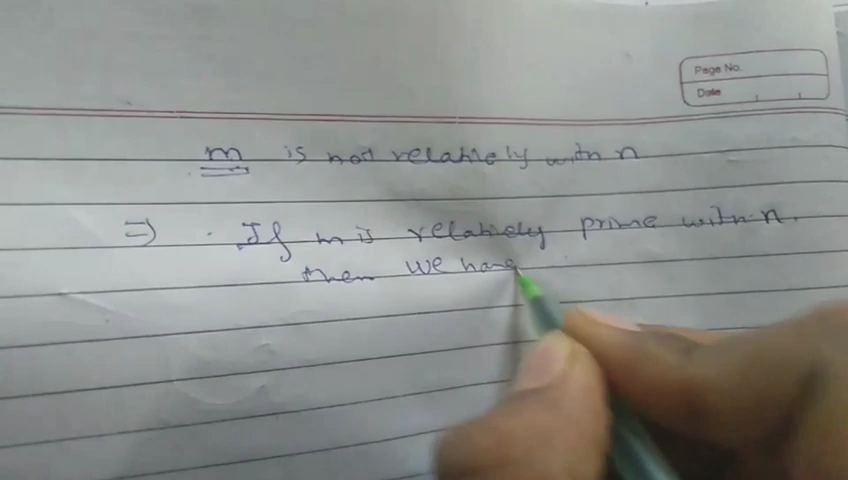 Page No.
Date
m is not relatively with n
⇒ . If m is relatively prime with n.
then we have